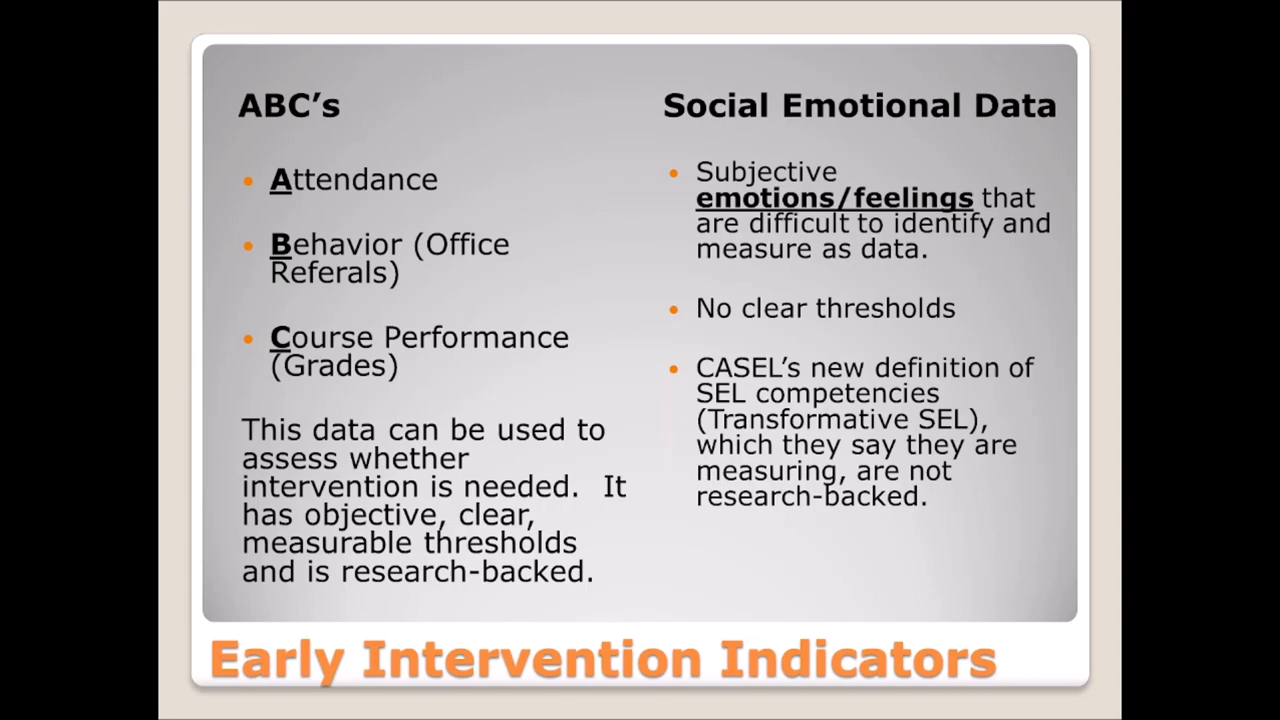 ABC’s
Attendance
Behavior (Office
Referals)
Course Performance
(Grades)
This data can be used to
assess whether
intervention is needed.  It
has objective, clear,
measurable thresholds
and is research-backed.
Social Emotional Data
Subjective
emotions/feelings that
are difficult to identify and
measure as data.
No clear thresholds
CASEL’s new definition of
SEL competencies
(Transformative SEL),
which they say they are
measuring, are not
research-backed.
Early Intervention Indicators